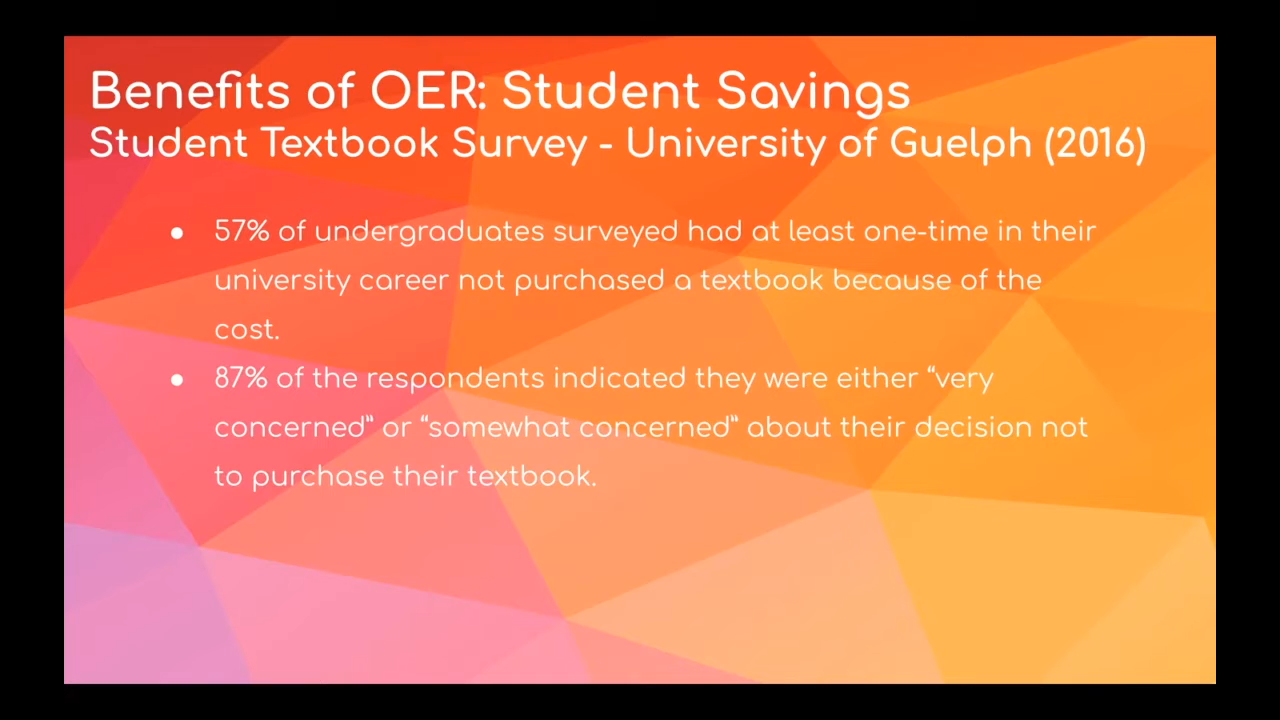 Benefits of OER: Student Savings
Student Textbook Survey - University of Guelph (2016)
● 57% of undergraduates surveyed had at least one-time in their
university career not purchased a textbook because of the
cost.
● 87% of the respondents indicated they were either “very
concerned” or “somewhat concerned” about their decision not
to purchase their textbook.